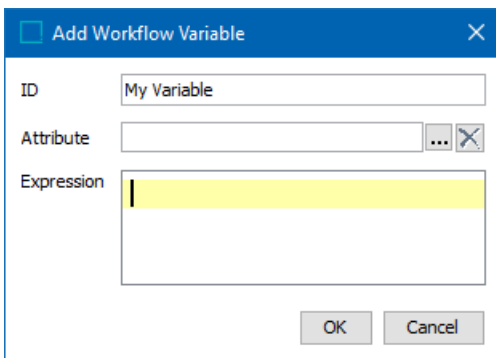 Add Workflow Variable
ID My Variable
Attribute ...
Expression
OK Cancel